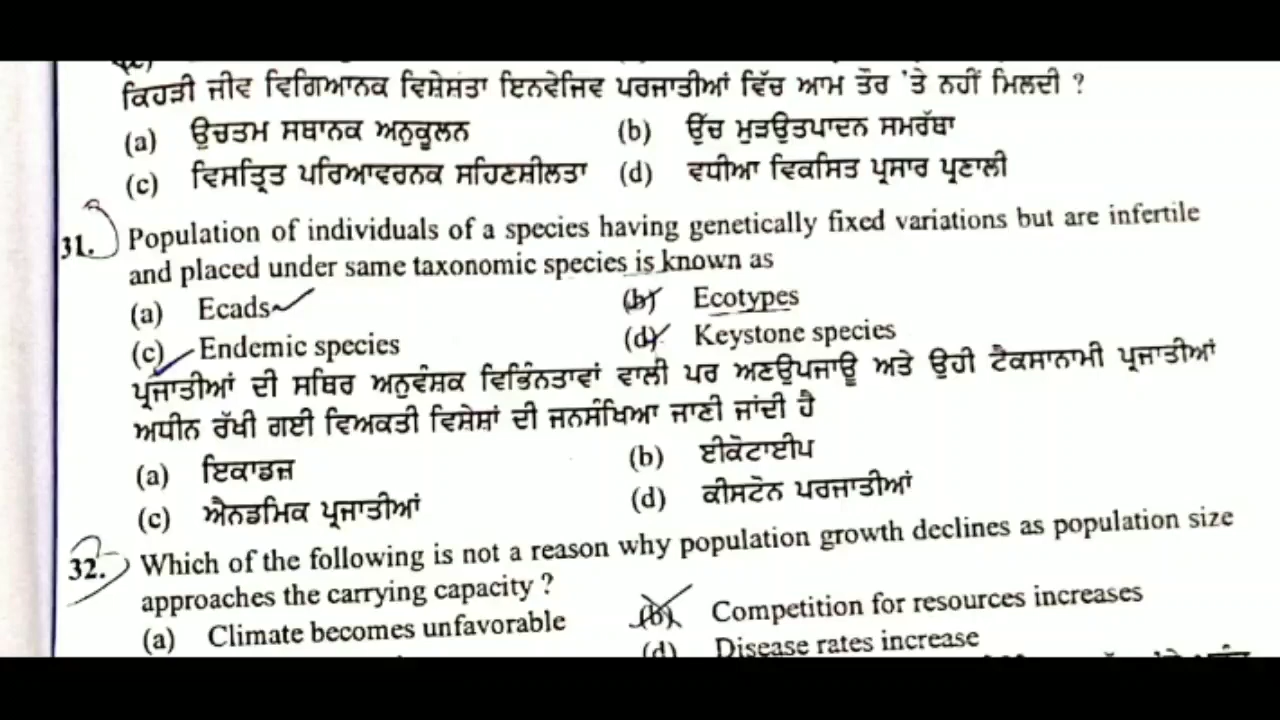 ਕਿਹੜੀ ਜੀਵ ਵਿਗਿਆਨਕ ਵਿਸ਼ੇਸਤਾ ਇਨਵੇਜਿਵ ਪਰਜਾਤੀਆਂ ਵਿੱਚ ਆਮ ਤੌਰ 'ਤੇ ਨਹੀਂ ਮਿਲਦੀ ?
(a) ਉਚਤਮ ਸਥਾਨਕ ਅਨੁਕੂਲਨ (b) ਉੱਚ ਮੁੜਉਤਪਾਦਨ ਸਮਰੱਥਾ
(c) ਵਿਸਤ੍ਰਿਤ ਪਰਿਆਵਰਨਕ ਸਹਿਣਸ਼ੀਲਤਾ (d) ਵਧੀਆ ਵਿਕਸਿਤ ਪ੍ਰਸਾਰ ਪ੍ਰਣਾਲੀ
31. Population of individuals of a species having genetically fixed variations but are infertile
and placed under same taxonomic species is known as
(a) Ecads (b) Ecotypes
(c) Endemic species (d) Keystone species
ਪ੍ਰਜਾਤੀਆਂ ਦੀ ਸਥਿਰ ਅਨੁਵੰਸ਼ਕ ਵਿਭਿੰਨਤਾਵਾਂ ਵਾਲੀ ਪਰ ਅਣਉਪਜਾਊ ਅਤੇ ਉਹੀ ਟੈਕਸਾਨਾਮੀ ਪ੍ਰਜਾਤੀਆਂ
ਅਧੀਨ ਰੱਖੀ ਗਈ ਵਿਅਕਤੀ ਵਿਸ਼ੇਸ਼ਾਂ ਦੀ ਜਨਸੰਖਿਆ ਜਾਣੀ ਜਾਂਦੀ ਹੈ
(a) ਇਕਾਡਜ਼ (b) ਈਕੋਟਾਈਪ
(c) ਐਨਡਮਿਕ ਪ੍ਰਜਾਤੀਆਂ (d) ਕੀਸਟੋਨ ਪਰਜਾਤੀਆਂ
32. Which of the following is not a reason why population growth declines as population size
approaches the carrying capacity ?
(a) Climate becomes unfavorable (b) Competition for resources increases
(d) Disease rates increase